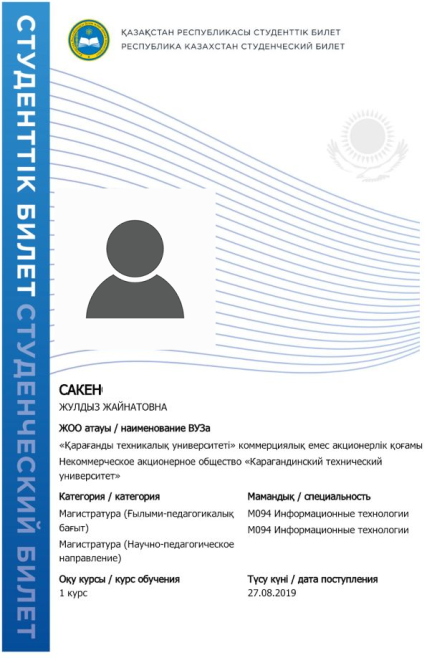 СТУДЕНТТІК БИЛЕТ СТУДЕНЧЕСКИЙ БИЛЕТ
ҚАЗАҚСТАН РЕСПУБЛИКАСЫ СТУДЕНТТІК БИЛЕТ
РЕСПУБЛИКА КАЗАХСТАН СТУДЕНЧЕСКИЙ БИЛЕТ
САКЕН
ЖУЛДЫЗ ЖАЙНАТОВНА
ЖОО атауы / наименование ВУЗа
«Қарағанды техникалық университеті» коммерциялық емес акционерлік қоғамы
Некоммерческое акционерное общество «Карагандинский технический
университет»
Категория / категория
Магистратура (Ғылыми-педагогикалық
бағыт)
Магистратура (Научно-педагогическое
направление)
Мамандық / специальность
М094 Информационные технологии
М094 Информационные технологии
Оқу курсы / курс обучения
1 курс
Түсу күні / дата поступления
27.08.2019